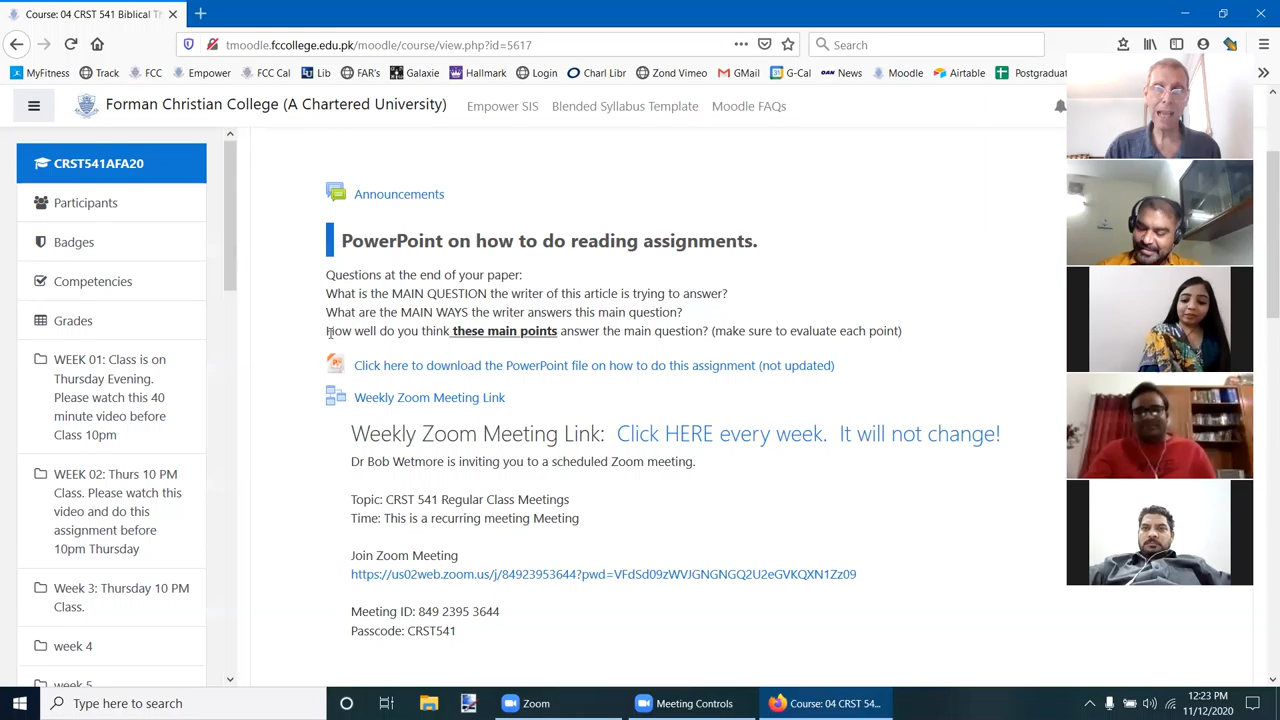 Course: 04 CRST 541 Biblical Th
tmoodle.fccollege.edu.pk/moodle/course/view.php?id=5617
Search
MyFitness Track FCC Empower FCC Cal Lib FAR's Galaxie Hallmark Login Charl Libr Zond Vimeo GMail G-Cal News Moodle Airtable Postgradua
Forman Christian College (A Chartered University) Empower SIS Blended Syllabus Template Moodle FAQs
CRST541AFA20
Participants
Badges
Competencies
Grades
WEEK 01: Class is on
Thursday Evening.
Please watch this 40
minute video before
Class 10pm
WEEK 02: Thurs 10 PM
Class. Please watch this
video and do this
assignment before
10pm Thursday
Week 3: Thursday 10 PM
Class.
week 4
week 5
Announcements
PowerPoint on how to do reading assignments.
Questions at the end of your paper:
What is the MAIN QUESTION the writer of this article is trying to answer?
What are the MAIN WAYS the writer answers this main question?
How well do you think these main points answer the main question? (make sure to evaluate each point)
Click here to download the PowerPoint file on how to do this assignment (not updated)
Weekly Zoom Meeting Link
Weekly Zoom Meeting Link: Click HERE every week. It will not change!
Dr Bob Wetmore is inviting you to a scheduled Zoom meeting.
Topic: CRST 541 Regular Class Meetings
Time: This is a recurring meeting Meeting
Join Zoom Meeting
https://us02web.zoom.us/j/84923953644?pwd=VFdSd09zWVJGNGNGQ2U2eGVKQXN1Zz09
Meeting ID: 849 2395 3644
Passcode: CRST541
Type here to search
Zoom
Meeting Controls
Course: 04 CRST 54...
12:23 PM
11/12/2020